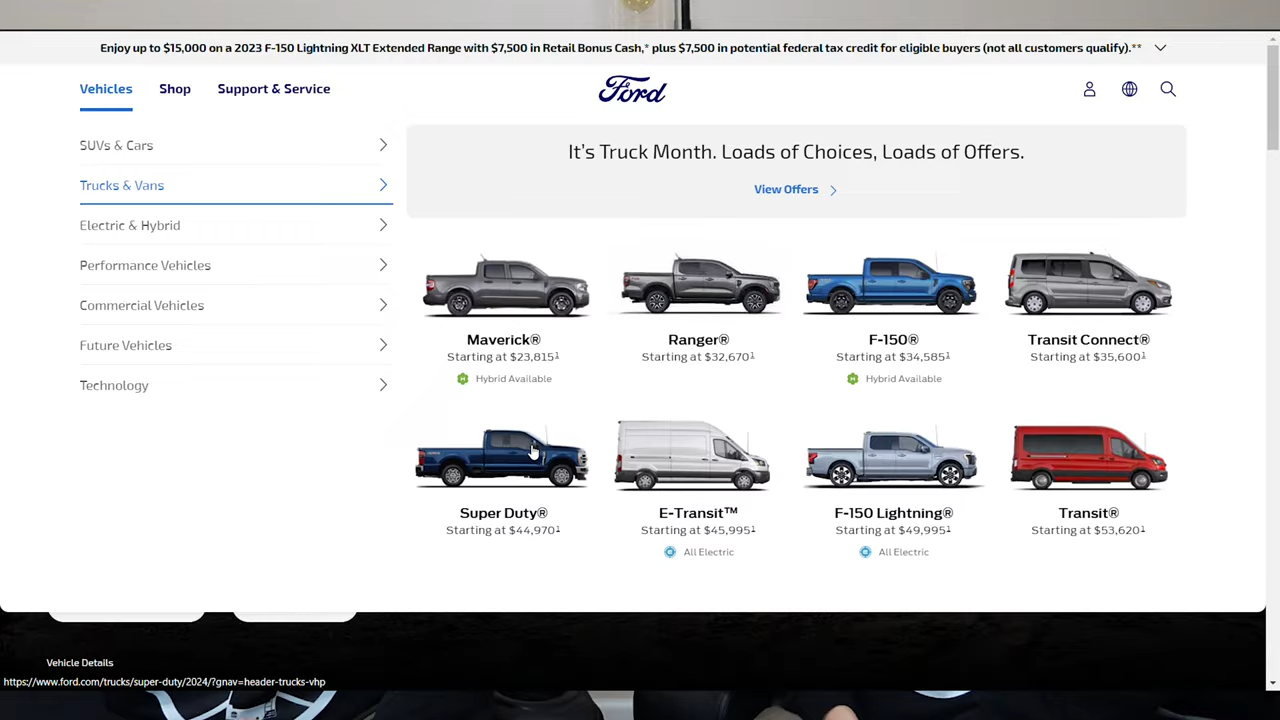 Enjoy up to $15,000 on a 2023 F-150 Lightning XLT Extended Range with $7,500 in Retail Bonus Cash,* plus $7,500 in potential federal tax credit for eligible buyers (not all customers qualify).**
Vehicles
Shop
Support & Service
Ford
SUVs & Cars
Trucks & Vans
Electric & Hybrid
Performance Vehicles
Commercial Vehicles
Future Vehicles
Technology
It's Truck Month. Loads of Choices, Loads of Offers.
View Offers
Maverick®
Starting at $23,815¹
Hybrid Available
Ranger®
Starting at $32,670¹
F-150®
Starting at $34,585¹
Hybrid Available
Transit Connect®
Starting at $35,600¹
Super Duty®
Starting at $44,970¹
E-Transit™
Starting at $45,995¹
All Electric
F-150 Lightning®
Starting at $49,995¹
All Electric
Transit®
Starting at $53,620¹
Vehicle Details
https://www.ford.com/trucks/super-duty/2024/?gnav=header-trucks-vhp